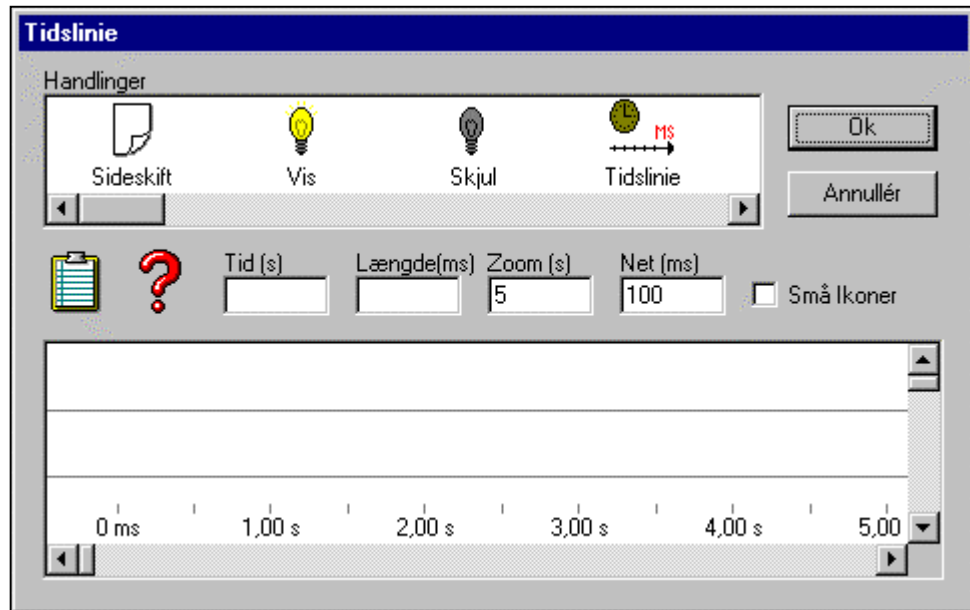 Tidslinie
Handlinger
Sideskift Vis Skjul Tidslinie
MS
Ok
Annullér
Tid (s) Længde(ms) Zoom (s) Net (ms)
5 100 Små Ikoner
0 ms 1,00 s 2,00 s 3,00 s 4,00 s 5,00